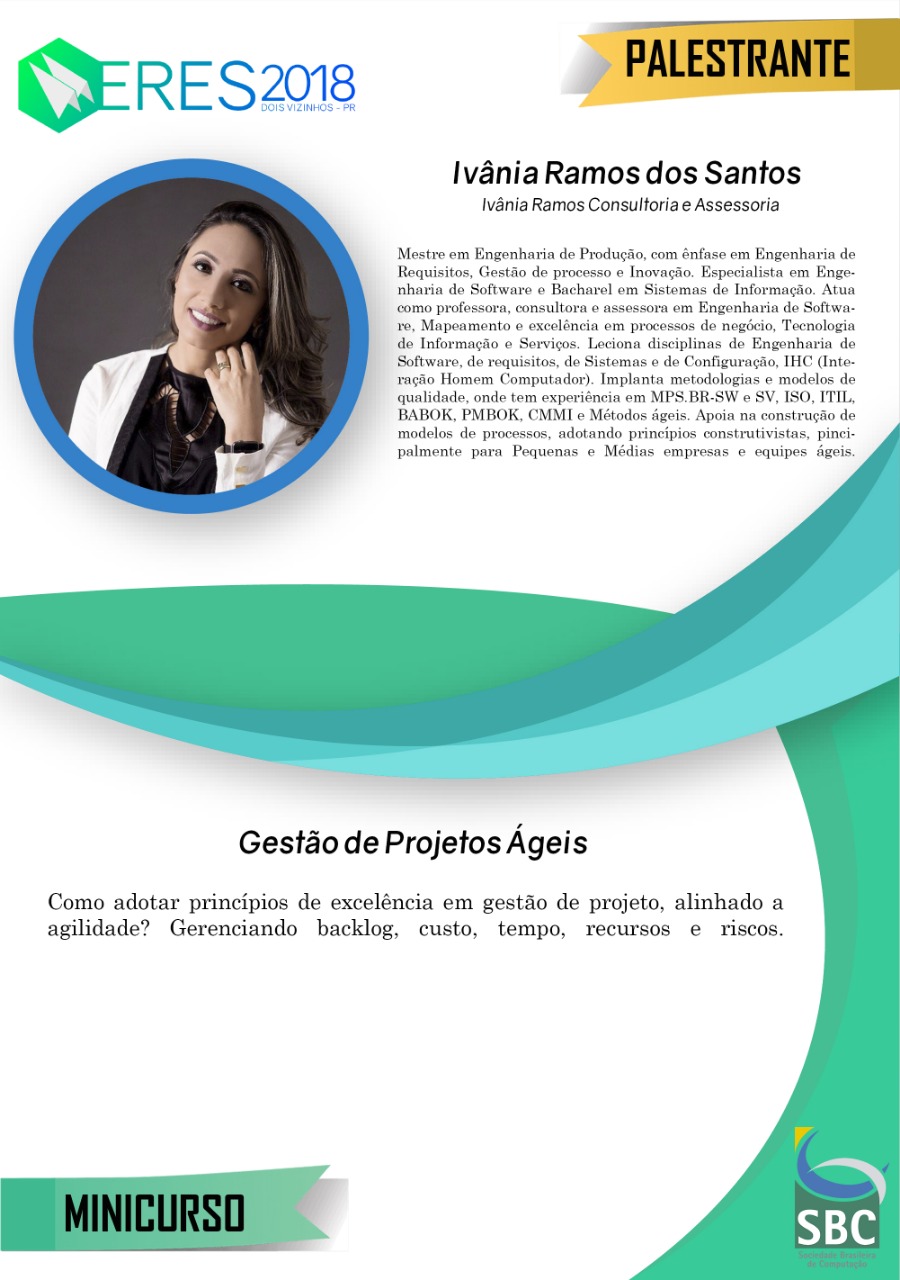 ERES2018
DOIS VIZINHOS - PR
PALESTRANTE
Ivânia Ramos dos Santos
Ivânia Ramos Consultoria e Assessoria
Mestre em Engenharia de Produção, com ênfase em Engenharia de
Requisitos, Gestão de processo e Inovação. Especialista em Enge-
nharia de Software e Bacharel em Sistemas de Informação. Atua
como professora, consultora e assessora em Engenharia de Softwa-
re, Mapeamento e excelência em processos de negócio, Tecnologia
de Informação e Serviços. Leciona disciplinas de Engenharia de
Software, de requisitos, de Sistemas e de Configuração, IHC (Inte-
ração Homem Computador). Implanta metodologias e modelos de
qualidade, onde tem experiência em MPS.BR-SW e SV, ISO, ITIL,
BABOK, PMBOK, CMMI e Métodos ágeis. Apoia na construção de
modelos de processos, adotando princípios construtivistas, pinci-
palmente para Pequenas e Médias empresas e equipes ágeis.
Gestão de Projetos Ágeis
Como adotar princípios de excelência em gestão de projeto, alinhado a
agilidade? Gerenciando backlog, custo, tempo, recursos e riscos.
MINICURSO
SBC
Sociedade Brasileira
de Computação